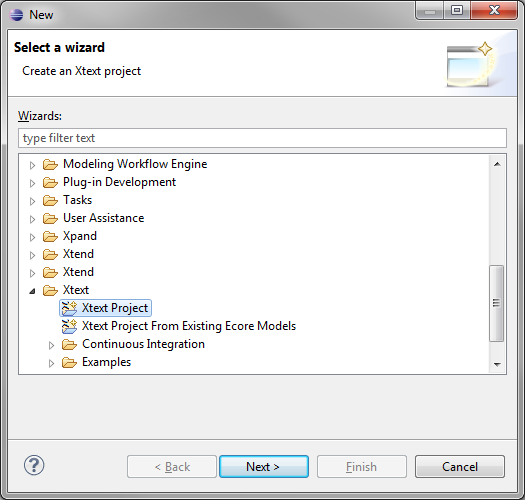 New
Select a wizard
Create an Xtext project
Wizards:
type filter text
Modeling Workflow Engine
Plug-in Development
Tasks
User Assistance
Xpand
Xtend
Xtend
Xtext
Xtext Project
Xtext Project From Existing Ecore Models
Continuous Integration
Examples
?
< Back Next > Finish Cancel